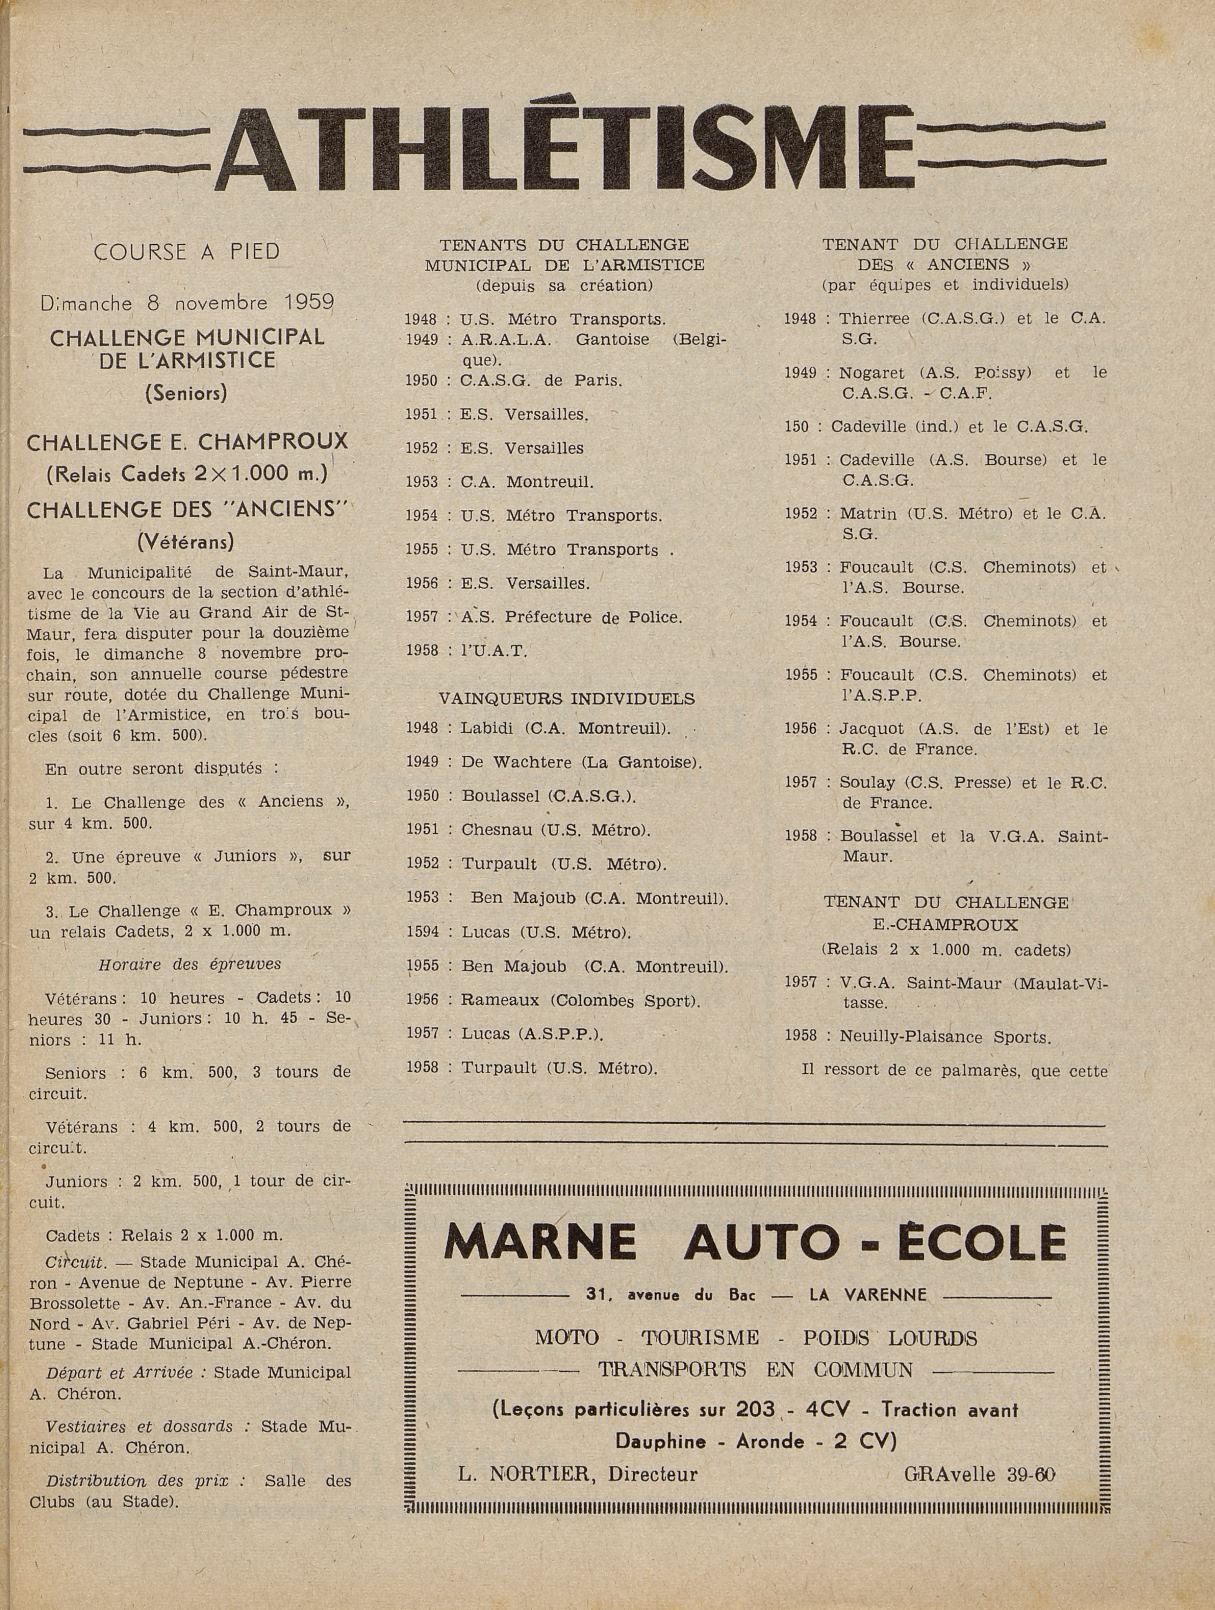 ATHLÉTISME
COURSE A PIED
Dimanche 8 novembre 1959
CHALLENGE MUNICIPAL
DE L'ARMISTICE
(Seniors)
CHALLENGE E. CHAMPROUX
(Relais Cadets 2×1.000 m.)
CHALLENGE DES "ANCIENS"
(Vétérans)
La Municipalité de Saint-Maur,
avec le concours de la section d'athlé-
tisme de la Vie au Grand Air de St-
Maur, fera disputer pour la douzième
fois, le dimanche 8 novembre pro-
chain, son annuelle course pédestre
sur route, dotée du Challenge Muni-
cipal de l'Armistice, en trois bou-
cles (soit 6 km. 500).
En outre seront disputés :
1. Le Challenge des « Anciens »,
sur 4 km. 500.
2. Une épreuve « Juniors », sur
2 km. 500.
3. Le Challenge « E. Champroux »
un relais Cadets, 2 x 1.000 m.
Horaire des épreuves
Vétérans : 10 heures - Cadets : 10
heures 30 - Juniors : 10 h. 45 - Se-
niors : 11 h.
Seniors : 6 km. 500, 3 tours de
circuit.
Vétérans : 4 km. 500, 2 tours de
circuit.
Juniors : 2 km. 500, 1 tour de cir-
cuit.
Cadets : Relais 2 x 1.000 m.
Circuit. — Stade Municipal A. Ché-
ron - Avenue de Neptune - Av. Pierre
Brossolette - Av. An.-France - Av. du
Nord - Av. Gabriel Péri - Av. de Nep-
tune - Stade Municipal A.-Chéron.
Départ et Arrivée : Stade Municipal
A. Chéron.
Vestiaires et dossards : Stade Mu-
nicipal A. Chéron.
Distribution des prix : Salle des
Clubs (au Stade).
TENANTS DU CHALLENGE
MUNICIPAL DE L'ARMISTICE
(depuis sa création)
1948 : U.S. Métro Transports.
1949 : A.R.A.L.A. Gantoise (Belgi-
que).
1950 : C.A.S.G. de Paris.
1951 : E.S. Versailles.
1952 : E.S. Versailles
1953 : C.A. Montreuil.
1954 : U.S. Métro Transports.
1955 : U.S. Métro Transports .
1956 : E.S. Versailles.
1957 : A.S. Préfecture de Police.
1958 : l'U.A.T.
VAINQUEURS INDIVIDUELS
1948 : Labidi (C.A. Montreuil).
1949 : De Wachtere (La Gantoise).
1950 : Boulassel (C.A.S.G.).
1951 : Chesnau (U.S. Métro).
1952 : Turpault (U.S. Métro).
1953 : Ben Majoub (C.A. Montreuil).
1594 : Lucas (U.S. Métro).
1955 : Ben Majoub (C.A. Montreuil).
1956 : Rameaux (Colombes Sport).
1957 : Lucas (A.S.P.P.).
1958 : Turpault (U.S. Métro).
TENANT DU CHALLENGE
DES « ANCIENS »
(par équipes et individuels)
1948 : Thierree (C.A.S.G.) et le C.A.
S.G.
1949 : Nogaret (A.S. Poissy) et le
C.A.S.G. - C.A.F.
150 : Cadeville (ind.) et le C.A.S.G.
1951 : Cadeville (A.S. Bourse) et le
C.A.S.G.
1952 : Matrin (U.S. Métro) et le C.A.
S.G.
1953 : Foucault (C.S. Cheminots) et
l'A.S. Bourse.
1954 : Foucault (C.S. Cheminots) et
l'A.S. Bourse.
1955 : Foucault (C.S. Cheminots) et
l'A.S.P.P.
1956 : Jacquot (A.S. de l'Est) et le
R.C. de France.
1957 : Soulay (C.S. Presse) et le R.C.
de France.
1958 : Boulassel et la V.G.A. Saint-
Maur.
TENANT DU CHALLENGE
E.-CHAMPROUX
(Relais 2 x 1.000 m. cadets)
1957 : V.G.A. Saint-Maur (Maulat-Vi-
tasse.
1958 : Neuilly-Plaisance Sports.
Il ressort de ce palmarès, que cette
MARNE AUTO - ÉCOLE
31, avenue du Bac — LA VARENNE
MOTO - TOURISME - POIDS LOURDS
TRANSPORTS EN COMMUN
(Leçons particulières sur 203 - 4CV - Traction avant
Dauphine - Aronde - 2 CV)
L. NORTIER, Directeur GRAvelle 39-60